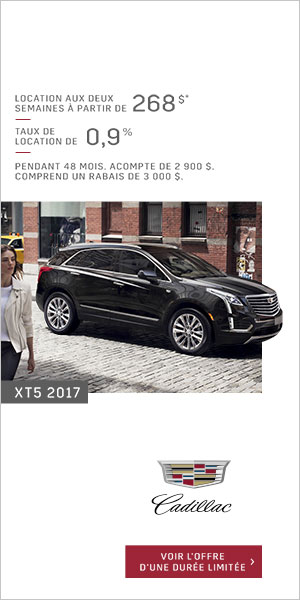 LOCATION AUX DEUX
SEMAINES À PARTIR DE 268 $*
TAUX DE
LOCATION DE 0,9 %
PENDANT 48 MOIS. ACOMPTE DE 2 900 $.
COMPREND UN RABAIS DE 3 000 $.
XT5 2017
Cadillac
VOIR L'OFFRE
D'UNE DURÉE LIMITÉE >